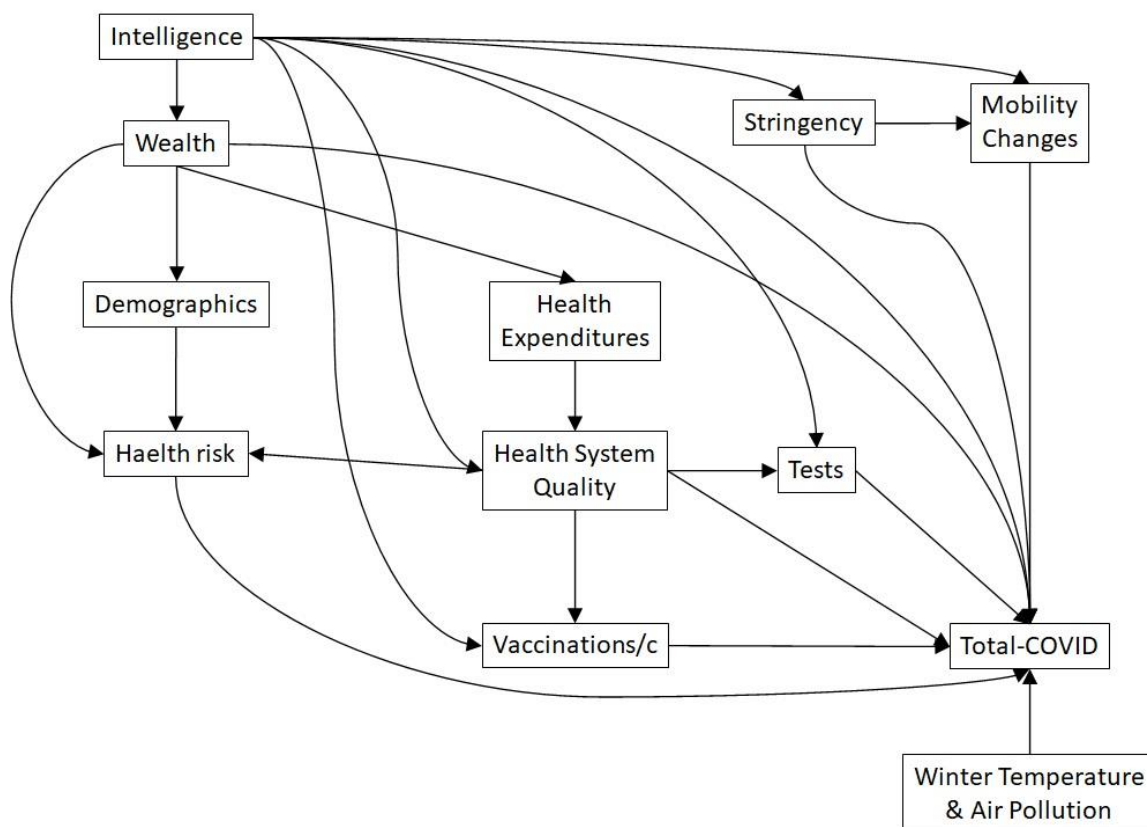 Intelligence
Stringency
Mobility
Changes
Wealth
Demographics
Health
Expenditures
Haelth risk
Health System
Quality
Tests
Vaccinations/c
Total-COVID
Winter Temperature
& Air Pollution